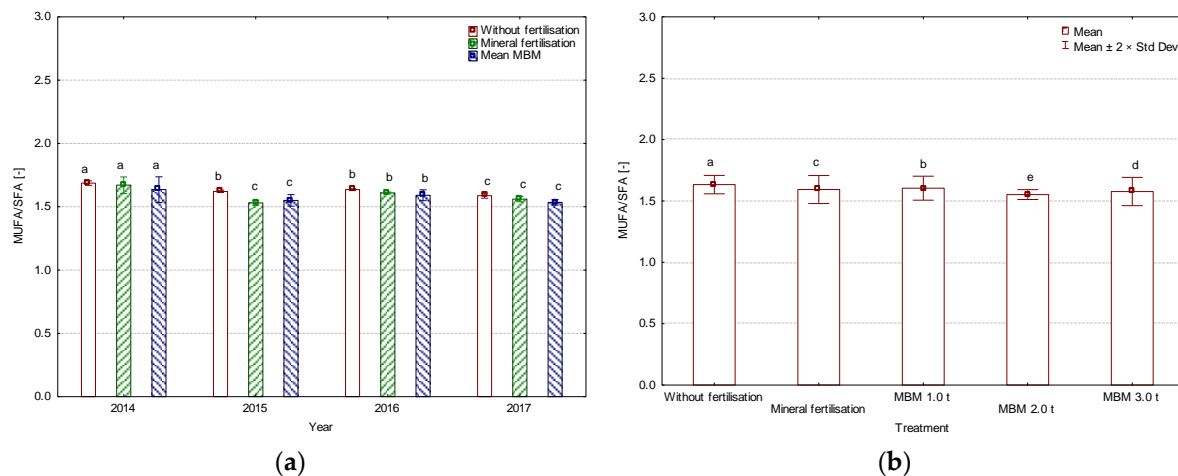 3.0
2.5
2.0
1.5
1.0
0.5
0.0
MUFA/SFA [-]
Without fertilisation
Mineral fertilisation
Mean MBM
a a a
b c c
b b b
c c c
2014 2015 2016 2017
Year
(a)
3.0
2.5
2.0
1.5
1.0
0.5
0.0
MUFA/SFA [-]
Mean
Mean ± 2 × Std Dev
a c b e d
Without fertilisation Mineral fertilisation MBM 1.0 t MBM 2.0 t MBM 3.0 t
Treatment
(b)